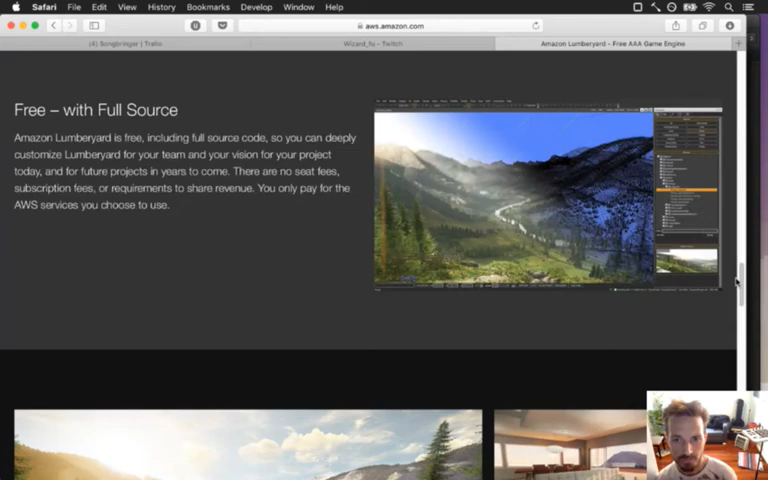 Safari File Edit View History Bookmarks Develop Window Help
aws.amazon.com
(4) Songbringer | Trello
Wizard_fu - Twitch
Amazon Lumberyard - Free AAA Game Engine
Free – with Full Source
Amazon Lumberyard is free, including full source code, so you can deeply
customize Lumberyard for your team and your vision for your project
today, and for future projects in years to come. There are no seat fees,
subscription fees, or requirements to share revenue. You only pay for the
AWS services you choose to use.